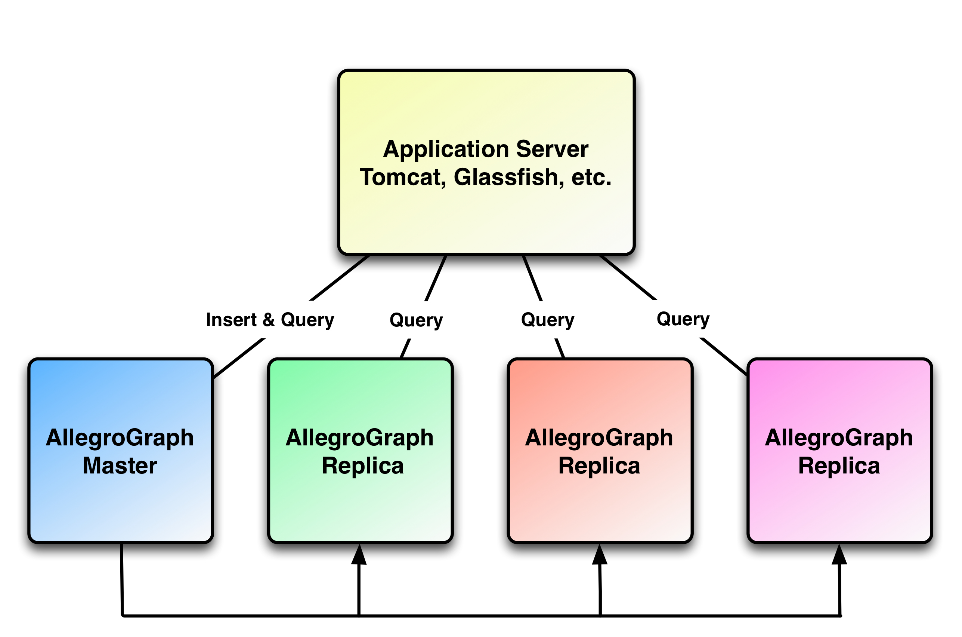 Application Server
Tomcat, Glassfish, etc.
Insert & Query
Query
Query
Query
AllegroGraph
Master
AllegroGraph
Replica
AllegroGraph
Replica
AllegroGraph
Replica